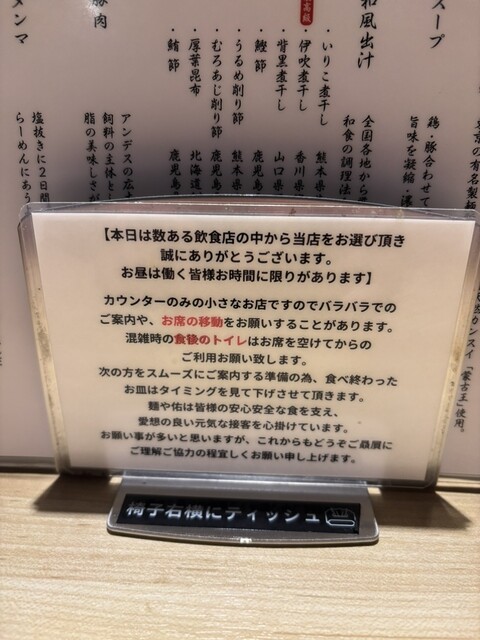 スープ
和風出汁
高級
・いりこ煮干し
・伊吹煮干し
・背黒煮干し
・鰹節
・うるめ削り節
・むろあじ削り節
・厚葉昆布
・鯖節
豚肉
メンマ
鶏・豚合わせて
旨味を凝縮・濃
全国各地から
和食の調理法
熊本県
香川県
山口県
鹿児島
熊本県
鹿児島
北海道
鹿児島
アンデスの広
飼料の主体と
脂の美味しさが
塩抜きに2日間
らーめんにあう
カンスイ「蒙古王」使用。
【本日は数ある飲食店の中から当店をお選び頂き
誠にありがとうございます。
お昼は働く皆様お時間に限りがあります】
カウンターのみの小さなお店ですのでバラバラでの
ご案内や、お席の移動をお願いすることがあります。
混雑時の食後のトイレはお席を空けてからの
ご利用お願い致します。
次の方をスムーズにご案内する準備の為、食べ終わった
お皿はタイミングを見て下げさせて頂きます。
麺や佑は皆様の安心安全な食を支え、
愛想の良い元気な接客を心掛けています。
お願い事が多いと思いますが、これからもどうぞご贔屓に
ご理解ご協力の程宜しくお願い申し上げます。
椅子右横にティッシュ